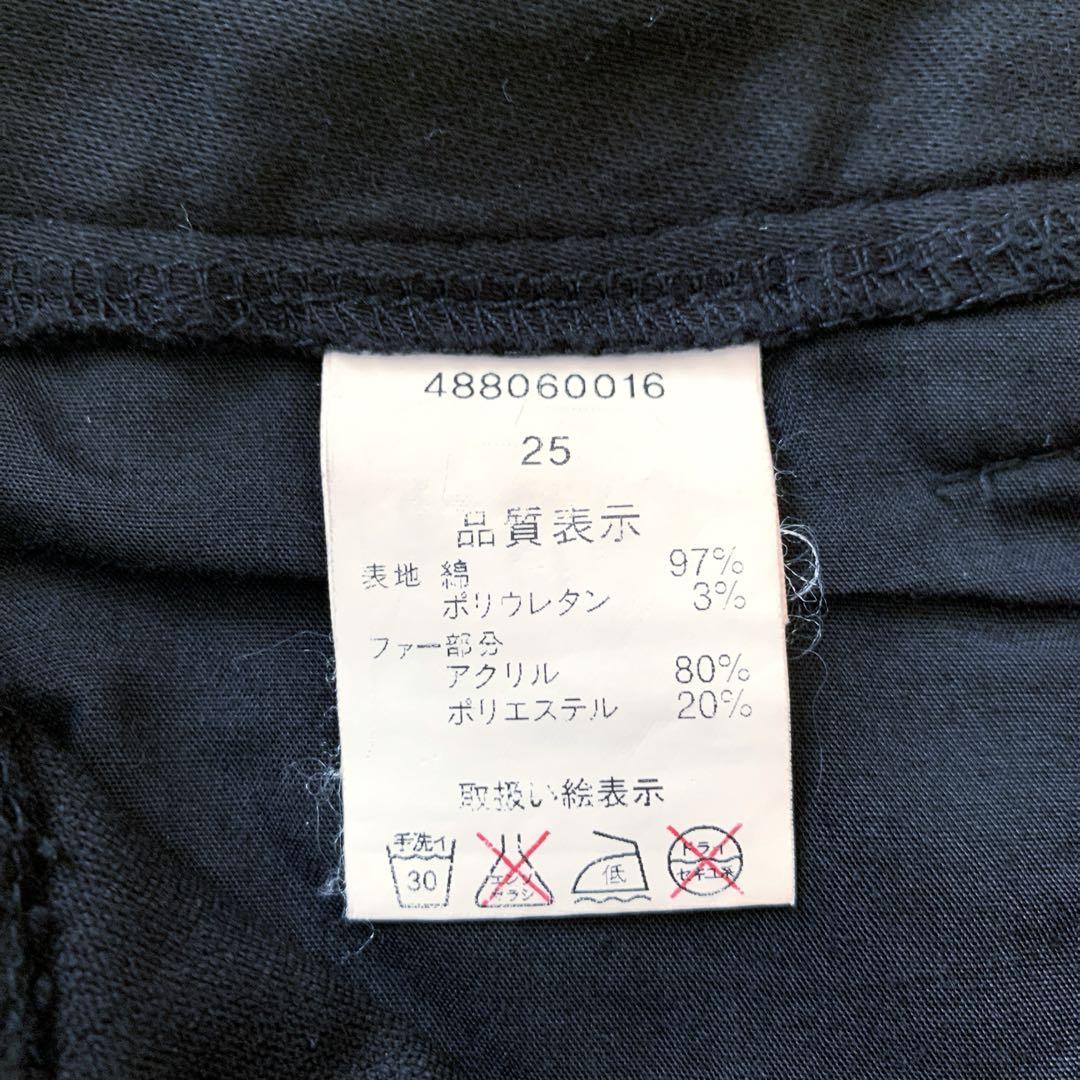 488060016
25
品質表示
表地 綿 97%
ポリウレタン 3%
ファー部分
アクリル 80%
ポリエステル 20%
取扱い絵表示
手洗イ
30
エンソ
サラシ
低
ドライ
セキユ系